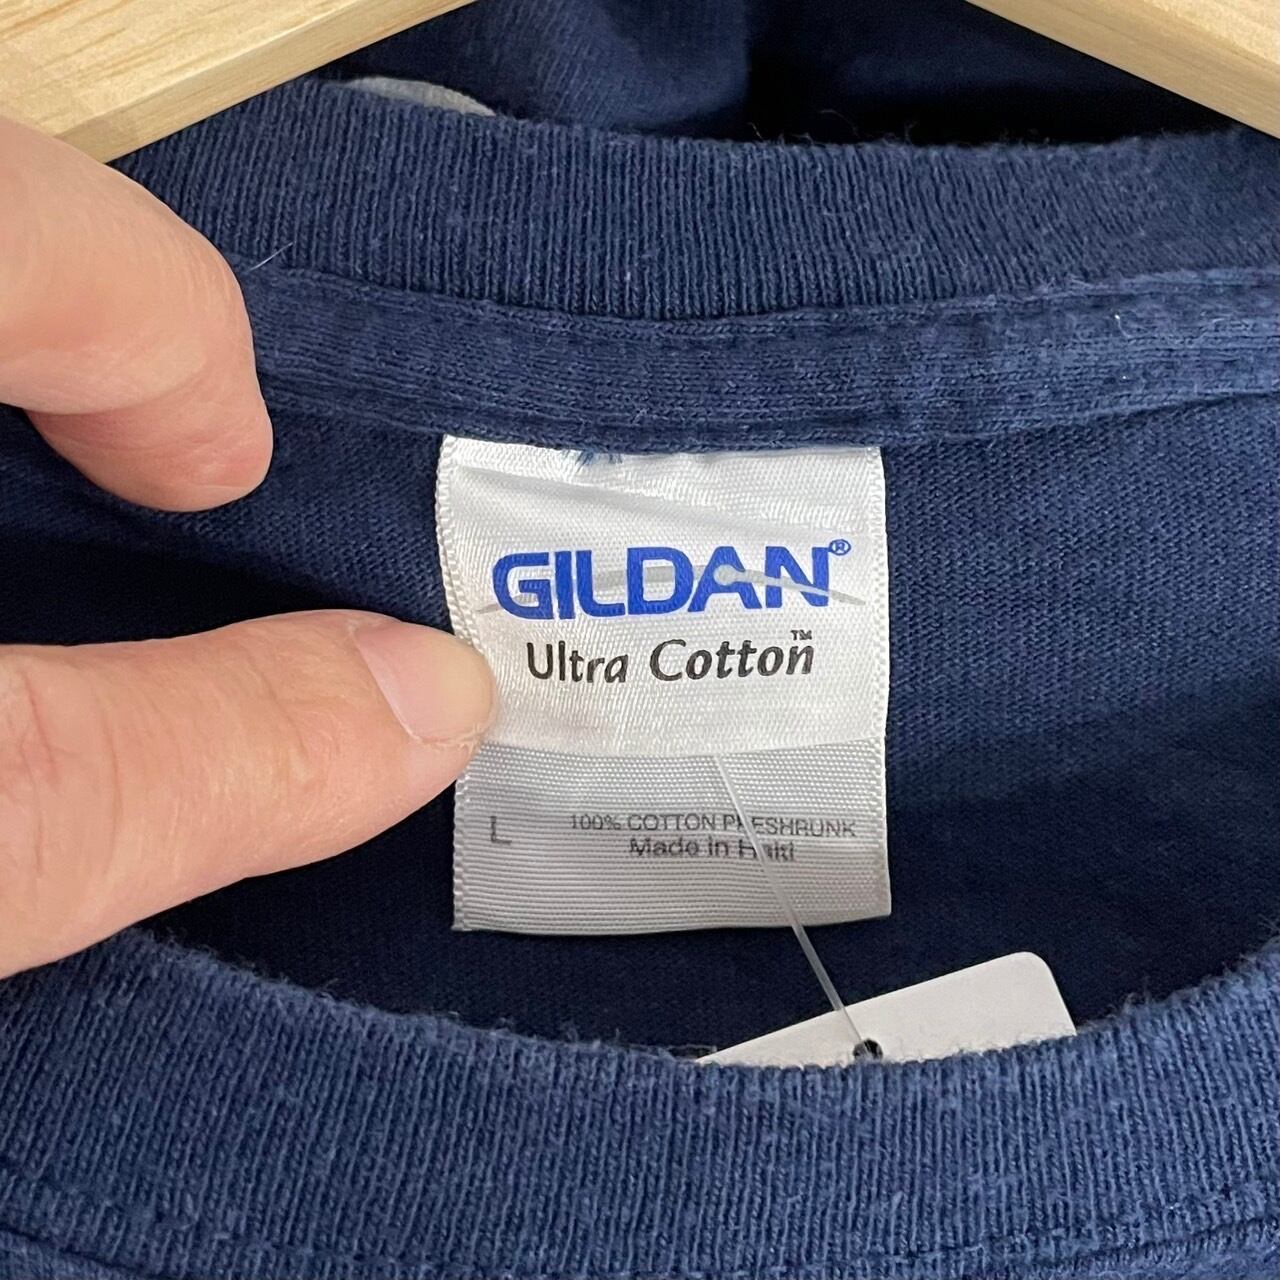 GILDAN®
Ultra Cotton™
L 100% COTTON PRESHRUNK
Made in Haiti